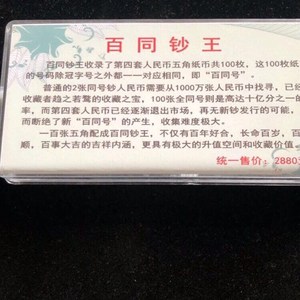 百同钞王
百同钞王收录了第四套人民币五角纸币共100枚，这100枚纸
的号码除冠字号之外都一一对应相同，即“百同号”。
普通的2张同号钞人民币需要从1000万张人民币中找寻，已经
收藏者趋之若鹜的收藏之宝，100张全同号则是高达十亿分之一的
率，而第四套人民币已经逐渐退出市场，再无新钞发行的可能，
而断绝了新“百同号”的产生，收集难度极大。
一百张五角配成百同钞王，不仅有百年好合，长命百岁，百
顺，百事大吉的吉祥内涵，更具有极大的升值空间和收藏价值。
统一售价：2880